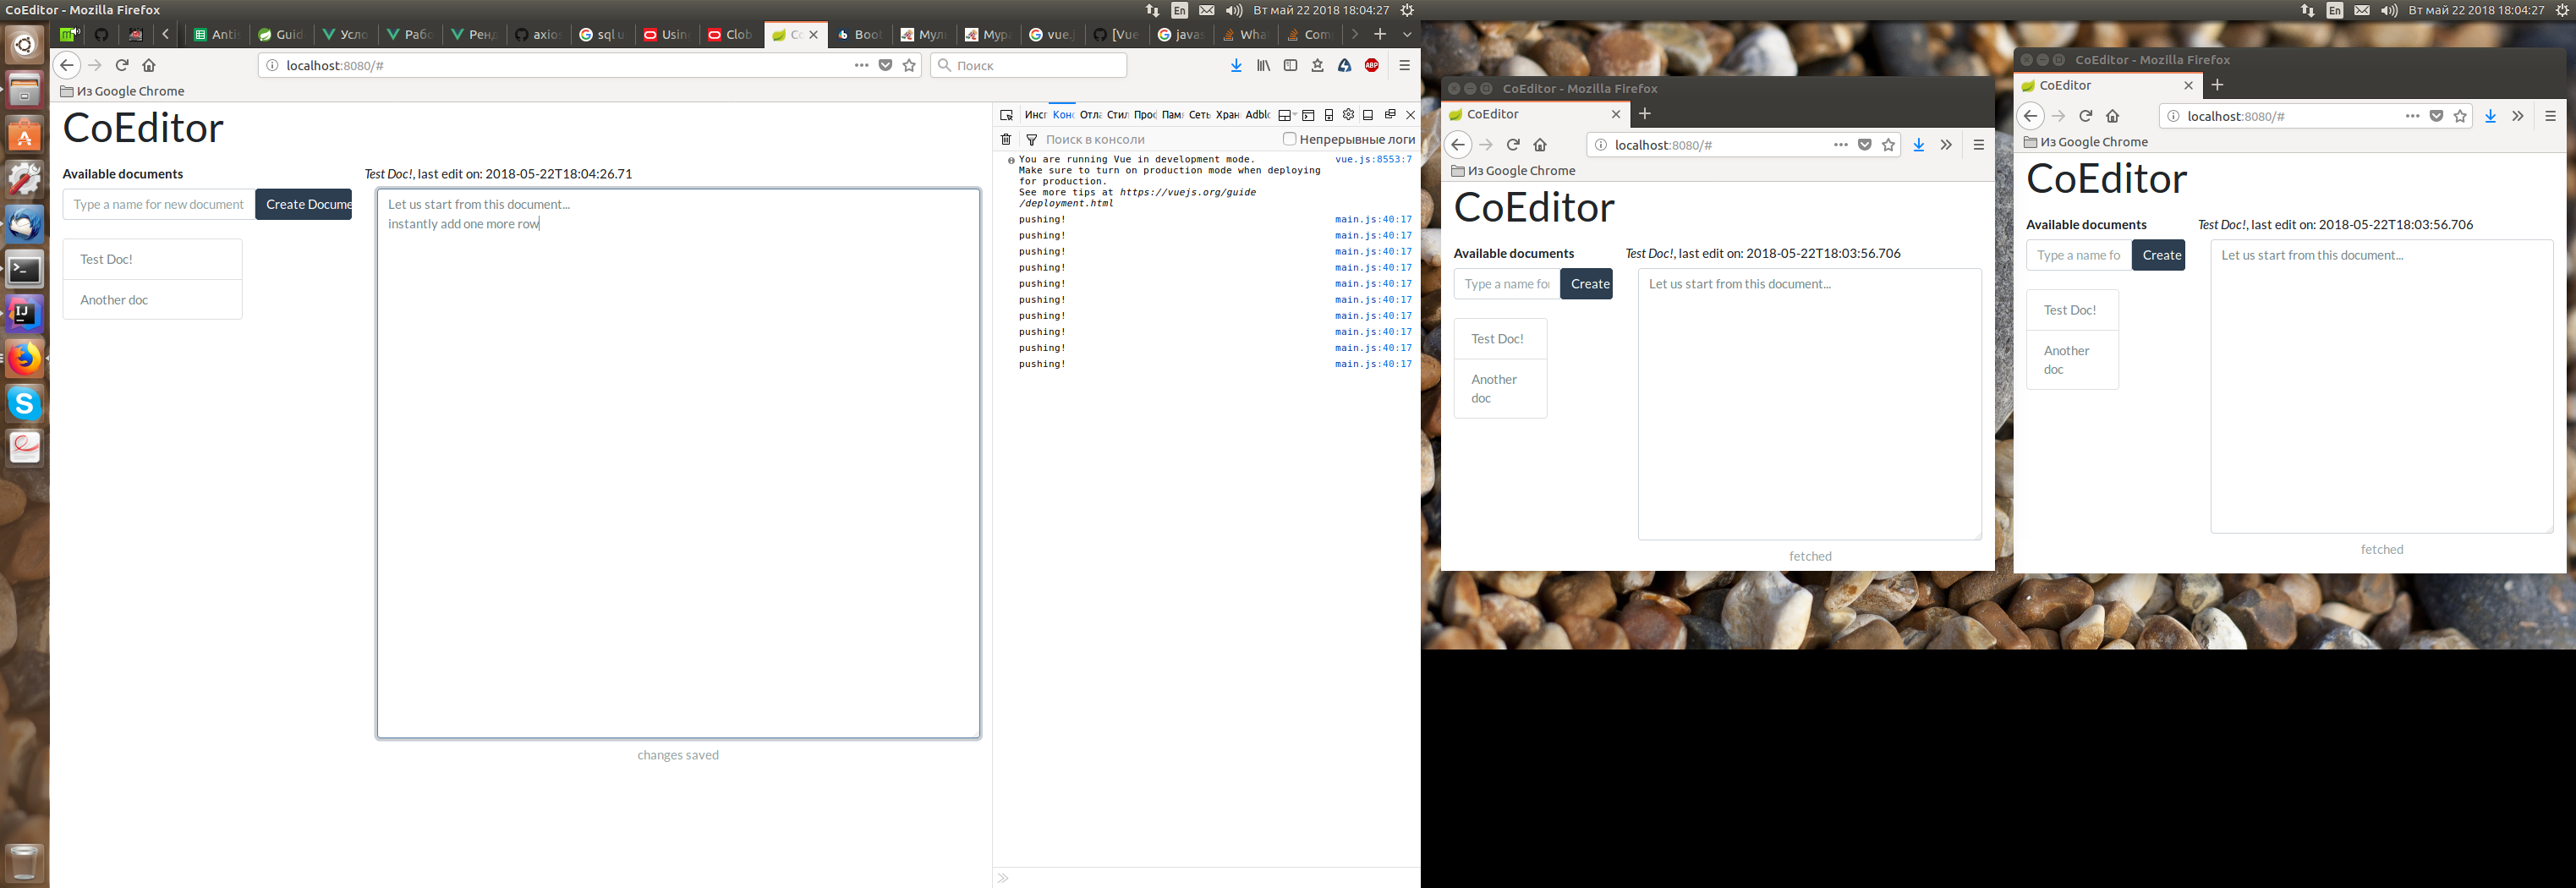 CoEditor - Mozilla Firefox
En
Вт май 22 2018 18:04:27
En
Вт май 22 2018 18:04:27
Guid
Усло
Рабо
Ренд
axios
sql u
Usin
Clob
Co
Boot
Мул
Мура
vue.j
[Vue
javas
Wha
Com
localhost:8080/#
Поиск
ABP
Из Google Chrome
CoEditor
Available documents
Type a name for new document
Create Docume
Test Doc!
Another doc
Test Doc!, last edit on: 2018-05-22T18:04:26.71
Let us start from this document...
instantly add one more row
changes saved
Инсп
Конс
Отла
Стил
Проф
Пам
Сеть
Хран
Adblo
Поиск в консоли
Непрерывные логи
You are running Vue in development mode.
vue.js:8553:7
Make sure to turn on production mode when deploying
for production.
See more tips at https://vuejs.org/guide
/deployment.html
pushing! main.js:40:17
pushing! main.js:40:17
pushing! main.js:40:17
pushing! main.js:40:17
pushing! main.js:40:17
pushing! main.js:40:17
pushing! main.js:40:17
pushing! main.js:40:17
pushing! main.js:40:17
pushing! main.js:40:17
CoEditor - Mozilla Firefox
CoEditor
localhost:8080/#
Из Google Chrome
CoEditor
Available documents
Type a name for
Create
Test Doc!
Another
doc
Test Doc!, last edit on: 2018-05-22T18:03:56.706
Let us start from this document...
fetched
CoEditor - Mozilla Firefox
CoEditor
localhost:8080/#
Из Google Chrome
CoEditor
Available documents
Type a name fo
Create
Test Doc!
Another
doc
Test Doc!, last edit on: 2018-05-22T18:03:56.706
Let us start from this document...
fetched